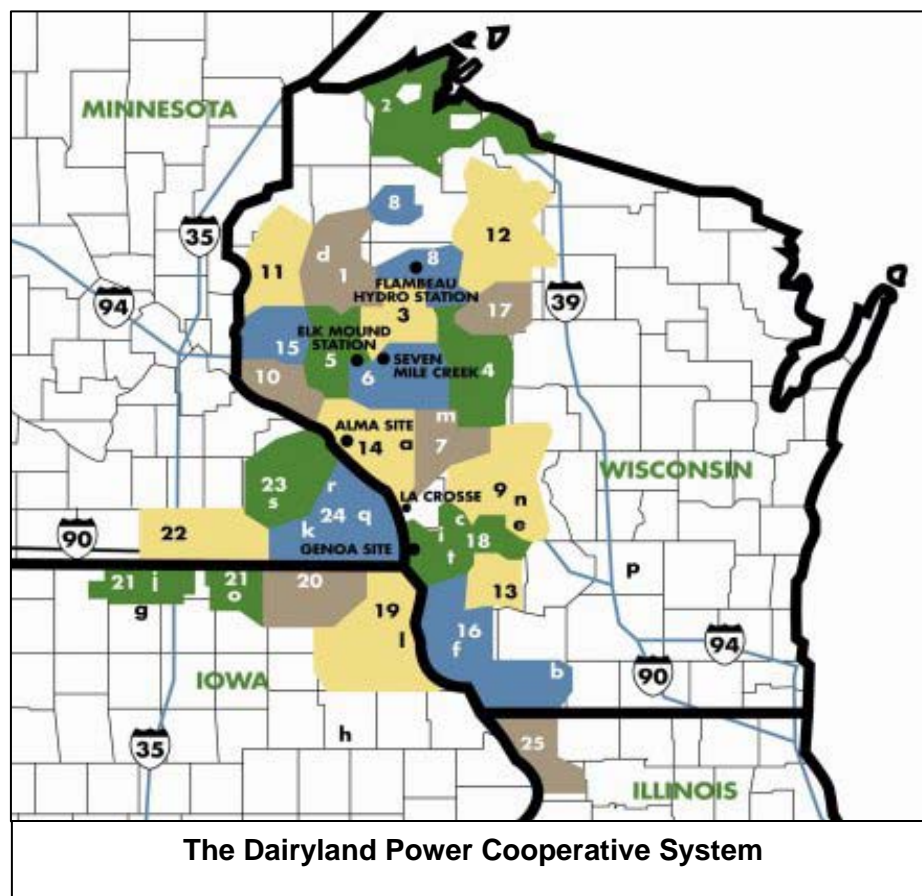 2
MINNESOTA
8
35
12
d
8
11
1
94
FLAMBEAU
HYDRO STATION
17
39
3
ELK MOUND
STATION
15
5
SEVEN
MILE CREEK
4
10
6
ALMA SITE
m
14
a
7
WISCONSIN
23
s
r
9
n
LA CROSSE
24
q
c
e
22
k
i
18
90
GENOA SITE
t
p
21
j
21
20
13
o
g
19
16
l
f
94
IOWA
b
90
h
25
35
ILLINOIS
The Dairyland Power Cooperative System